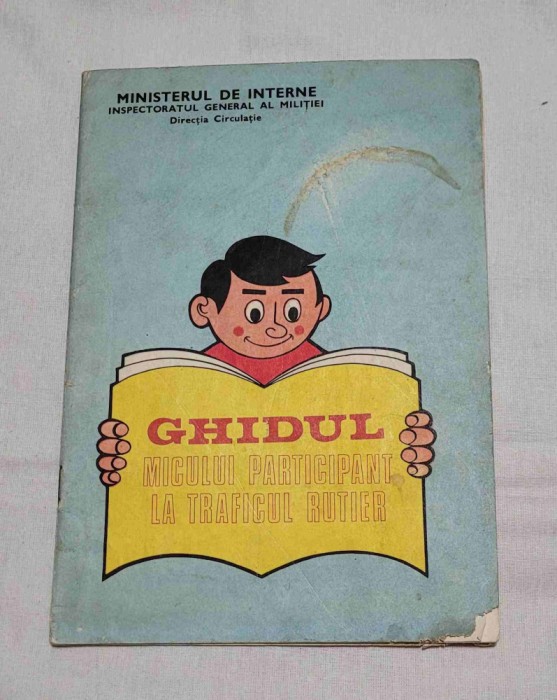 MINISTERUL DE INTERNE
INSPECTORATUL GENERAL AL MILIȚIEI
Direcția Circulație
GHIDUL
MICULUI PARTICIPANT
LA TRAFICUL RUTIER